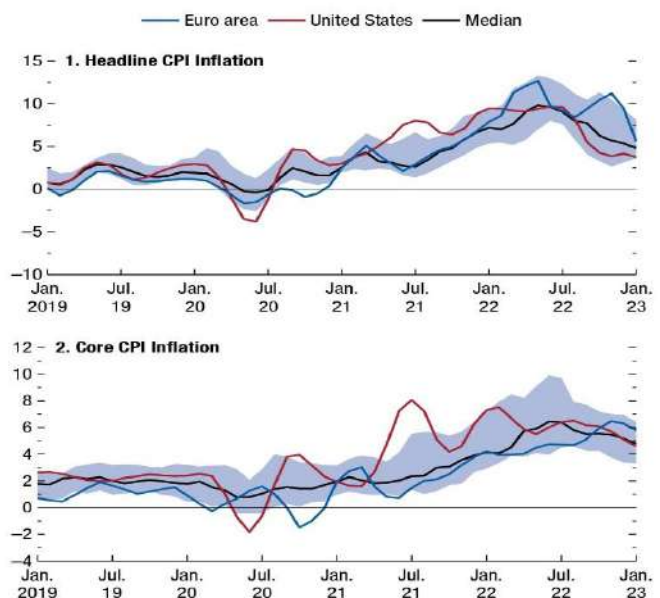 Euro area United States Median
1. Headline CPI Inflation
15
10
5
0
–5
–10
Jan. Jul. Jan. Jul. Jan. Jul. Jan. Jul. Jan.
2019 19 20 20 21 21 22 22 23
2. Core CPI Inflation
12
10
8
6
4
2
0
–2
–4
Jan. Jul. Jan. Jul. Jan. Jul. Jan. Jul. Jan.
2019 19 20 20 21 21 22 22 23